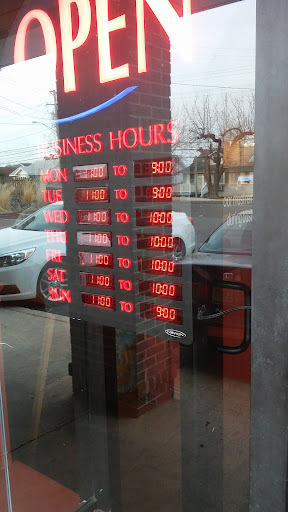 OPEN
BUSINESS HOURS
MON 11:00 TO 9:00
TUE 11:00 TO 9:00
WED 11:00 TO 10:00
THU 11:00 TO 10:00
FRI 11:00 TO 10:00
SAT 11:00 TO 10:00
SUN 11:00 TO 9:00